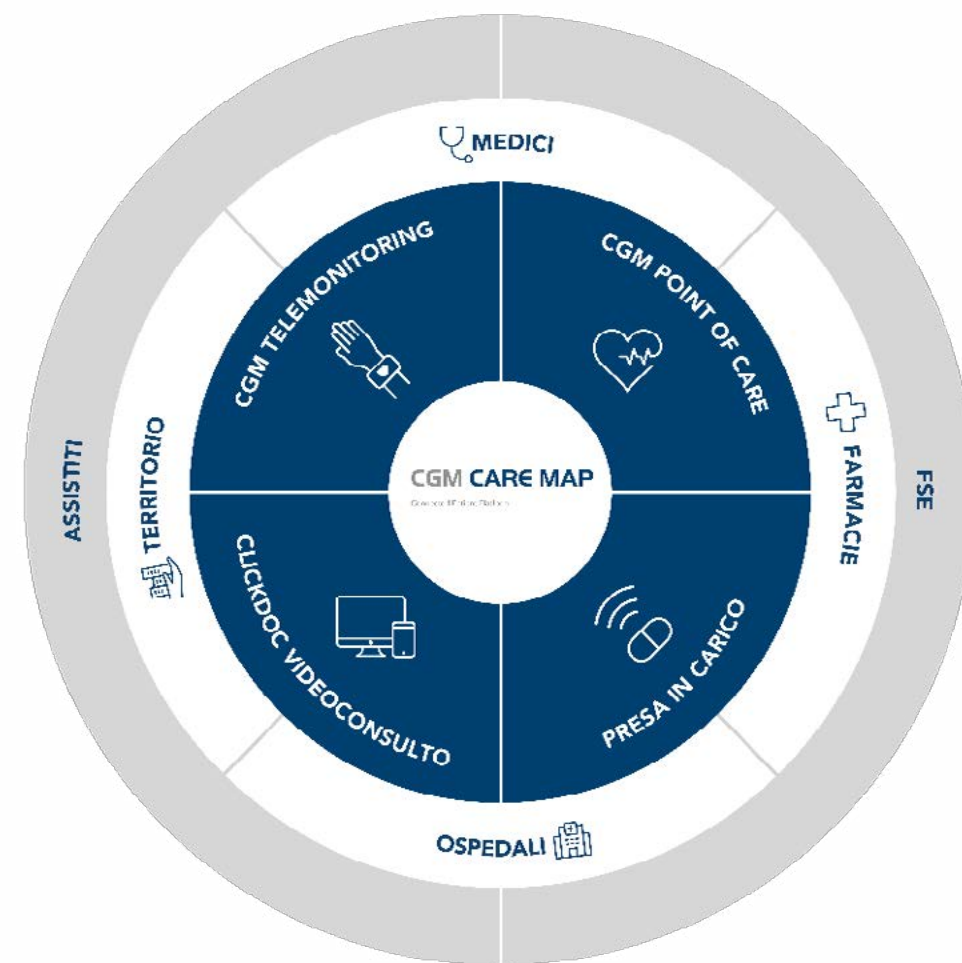 MEDICI
CGM TELEMONITORING
CGM POINT OF CARE
ASSISTITI
TERRITORIO
CGM CARE MAP
FARMACIE
FSE
CLICKDOC VIDEOCONSULTO
PRESA IN CARICO
OSPEDALI